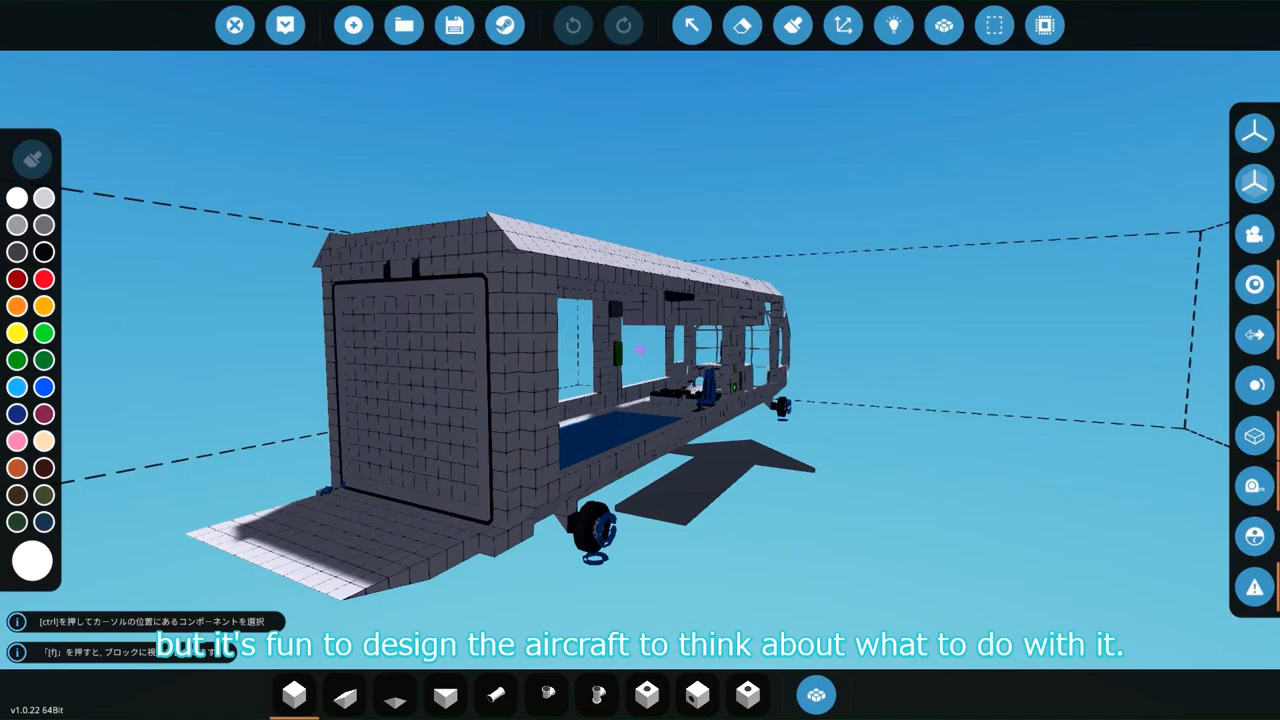 [ctrl]を押してカーソルの位置にあるコンポーネントを選択
「[f]」を押すと, ブロックに視
but it's fun to design the aircraft to think about what to do with it.
v1.0.22 64Bit